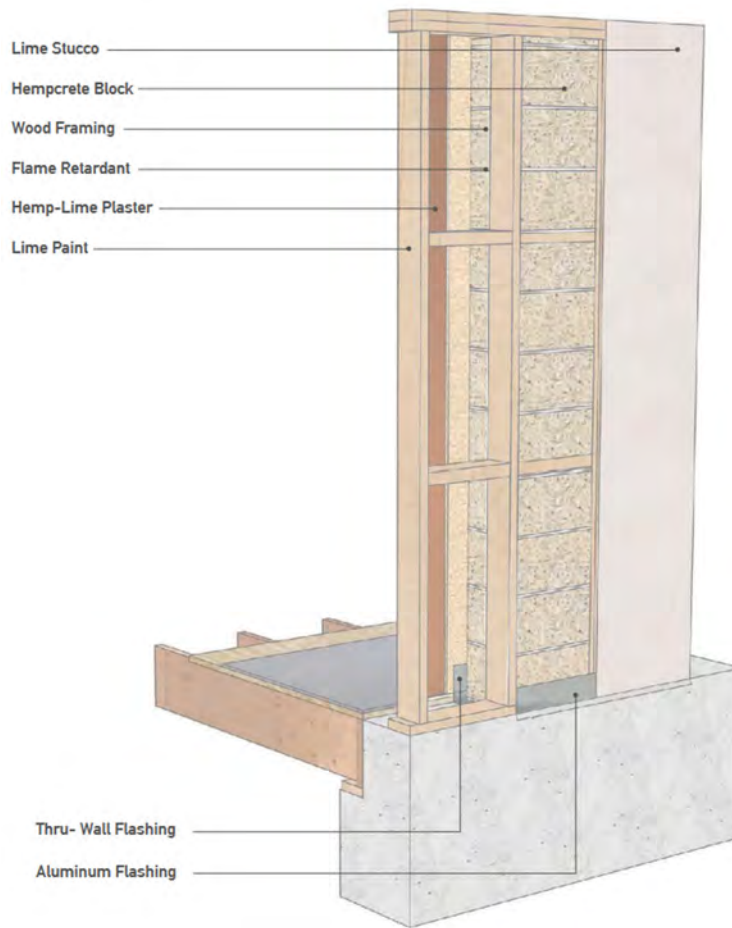 Lime Stucco
Hempcrete Block
Wood Framing
Flame Retardant
Hemp-Lime Plaster
Lime Paint
Thru- Wall Flashing
Aluminum Flashing